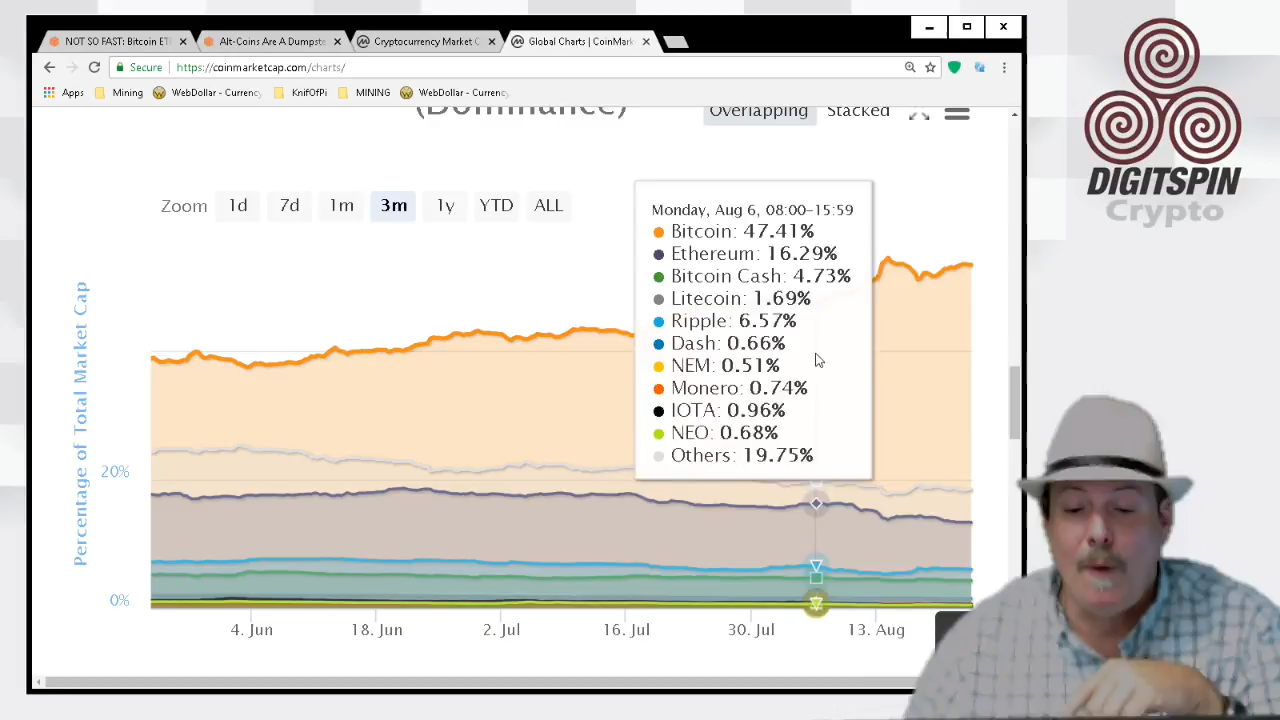 NOT SO FAST: Bitcoin ET
Alt-Coins Are A Dumpste
Cryptocurrency Market C
Global Charts | CoinMark
Secure
https://coinmarketcap.com/charts/
Apps
Mining
WebDollar - Currency
KnifOfPi
MINING
WebDollar - Currenc
(Dominance)
Overlapping
Stacked
Zoom
1d
7d
1m
3m
1y
YTD
ALL
Monday, Aug 6, 08:00-15:59
Bitcoin: 47.41%
Ethereum: 16.29%
Bitcoin Cash: 4.73%
Litecoin: 1.69%
Ripple: 6.57%
Dash: 0.66%
NEM: 0.51%
Monero: 0.74%
IOTA: 0.96%
NEO: 0.68%
Others: 19.75%
Percentage of Total Market Cap
20%
0%
4. Jun
18. Jun
2. Jul
16. Jul
30. Jul
13. Aug
DIGITSPIN
Crypto